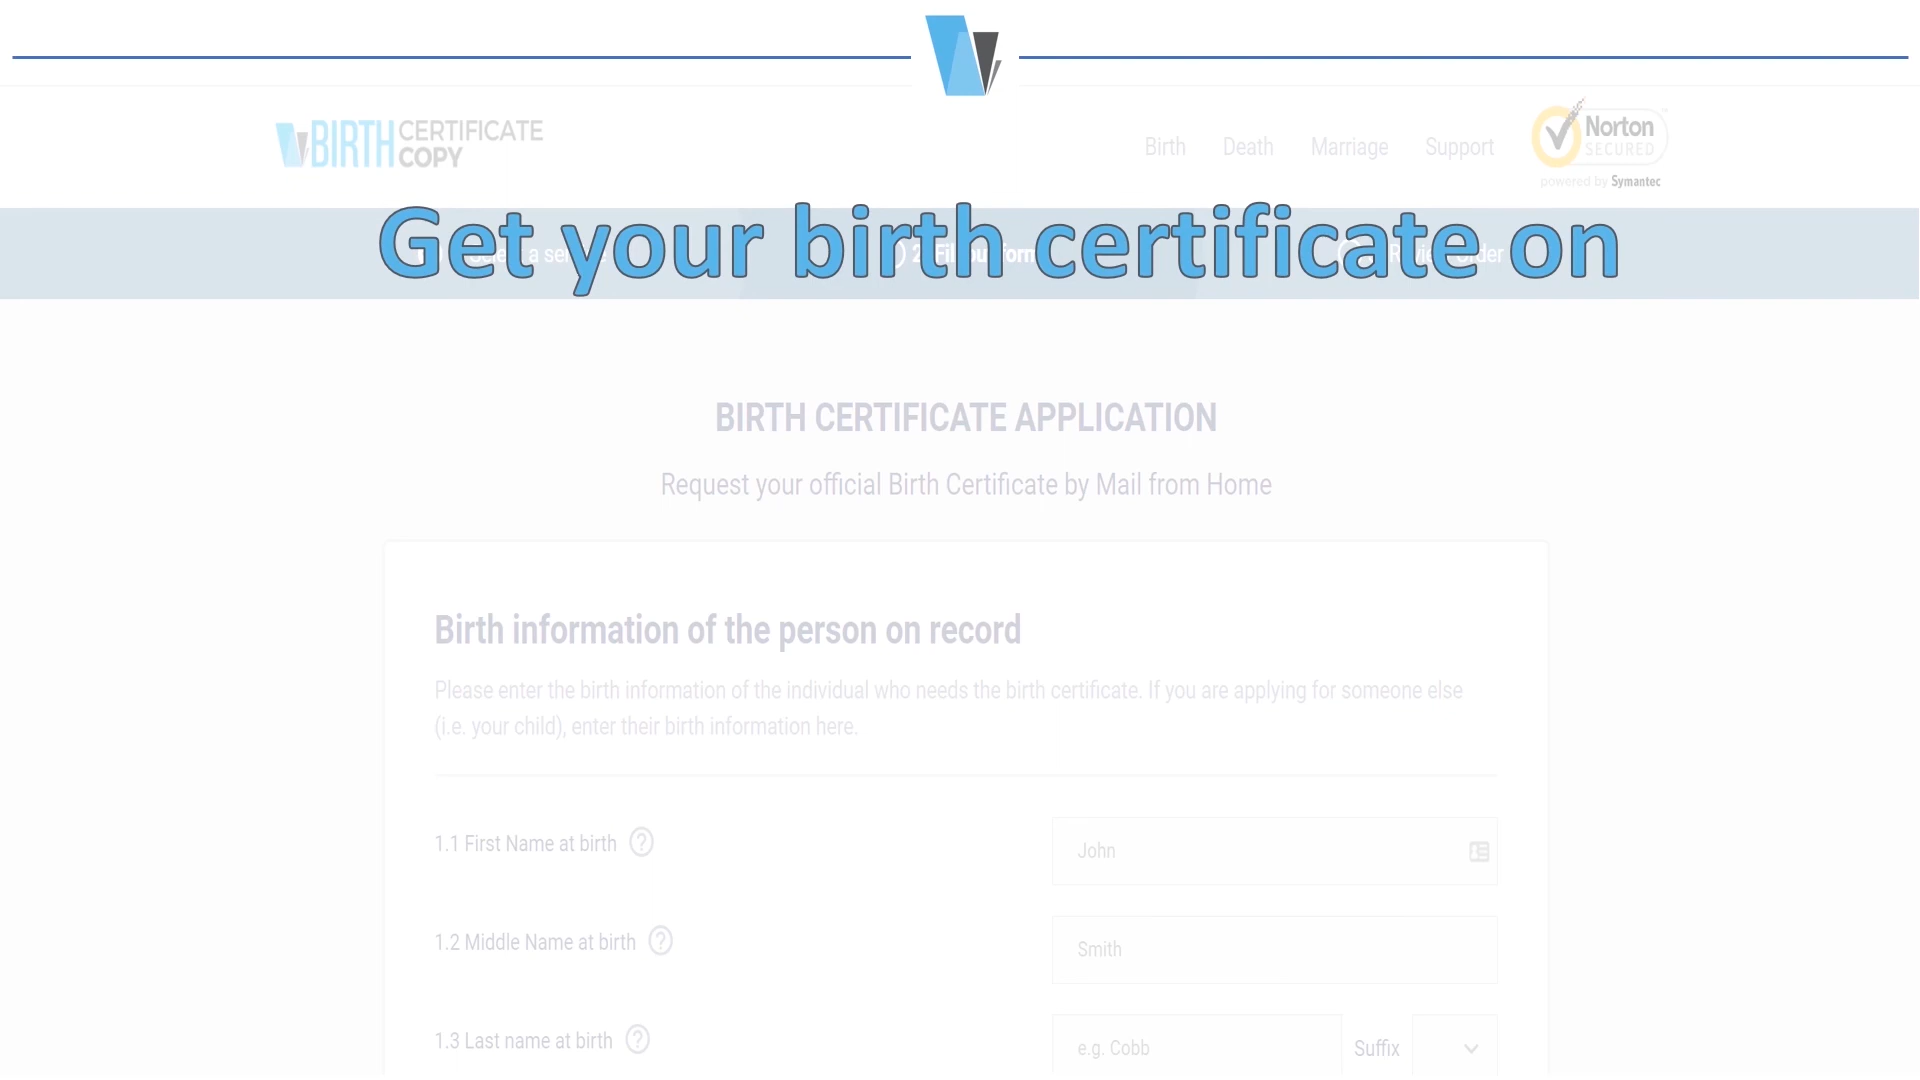 BIRTH CERTIFICATE
COPY
Birth Death Marriage Support
Norton
SECURED
powered by Symantec
Get your birth certificate on
BIRTH CERTIFICATE APPLICATION
Request your official Birth Certificate by Mail from Home
Birth information of the person on record
Please enter the birth information of the individual who needs the birth certificate. If you are applying for someone else
(i.e. your child), enter their birth information here.
1.1 First Name at birth
John
1.2 Middle Name at birth
Smith
1.3 Last name at birth
e.g. Cobb
Suffix